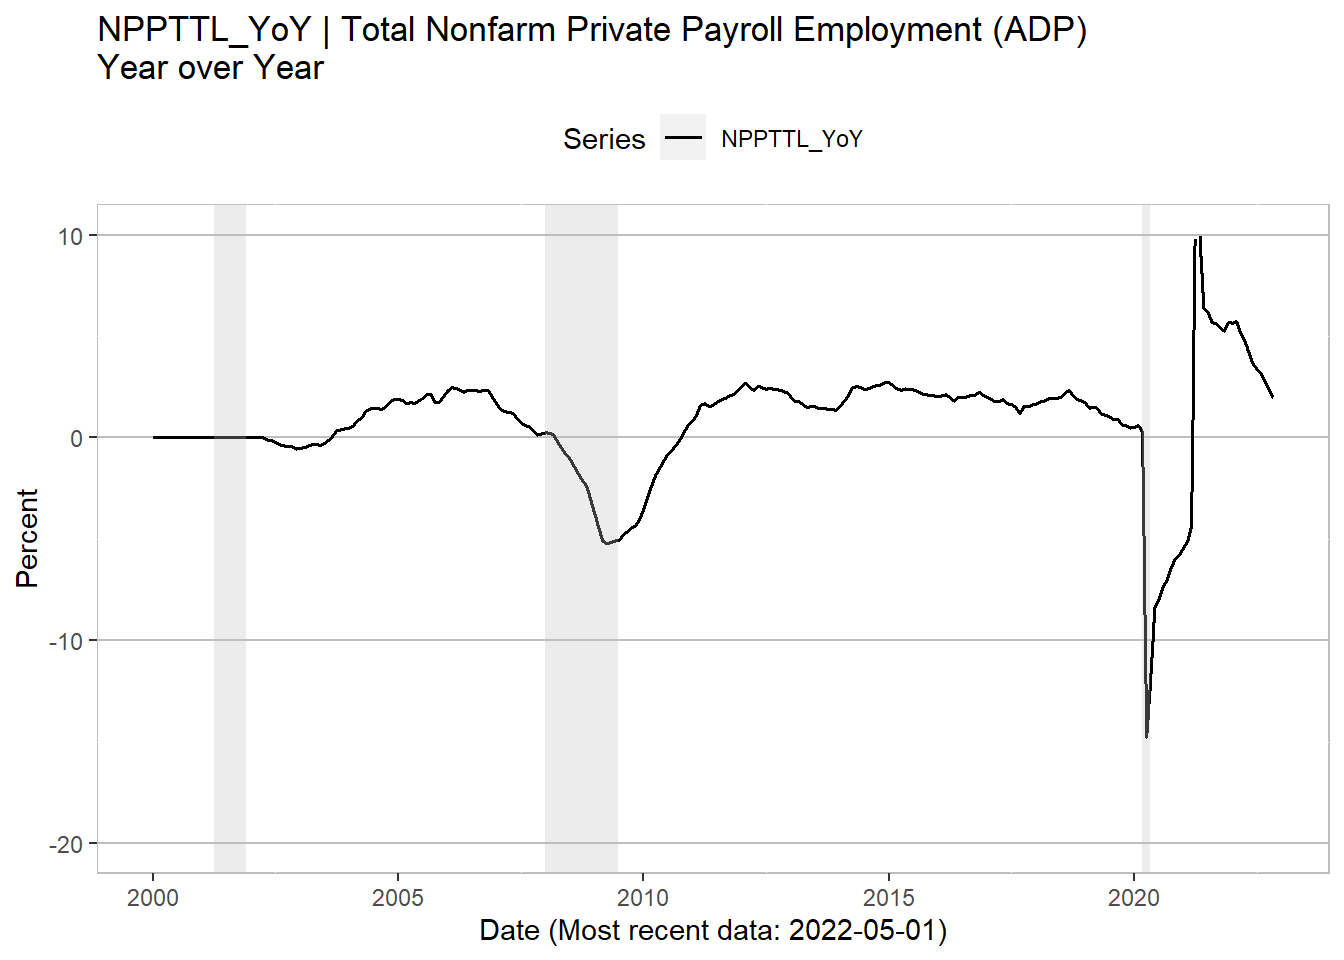 NPPTTL_YoY | Total Nonfarm Private Payroll Employment (ADP)
Year over Year
Series NPPTTL_YoY
10
0
-10
-20
Percent
2000 2005 2010 2015 2020
Date (Most recent data: 2022-05-01)